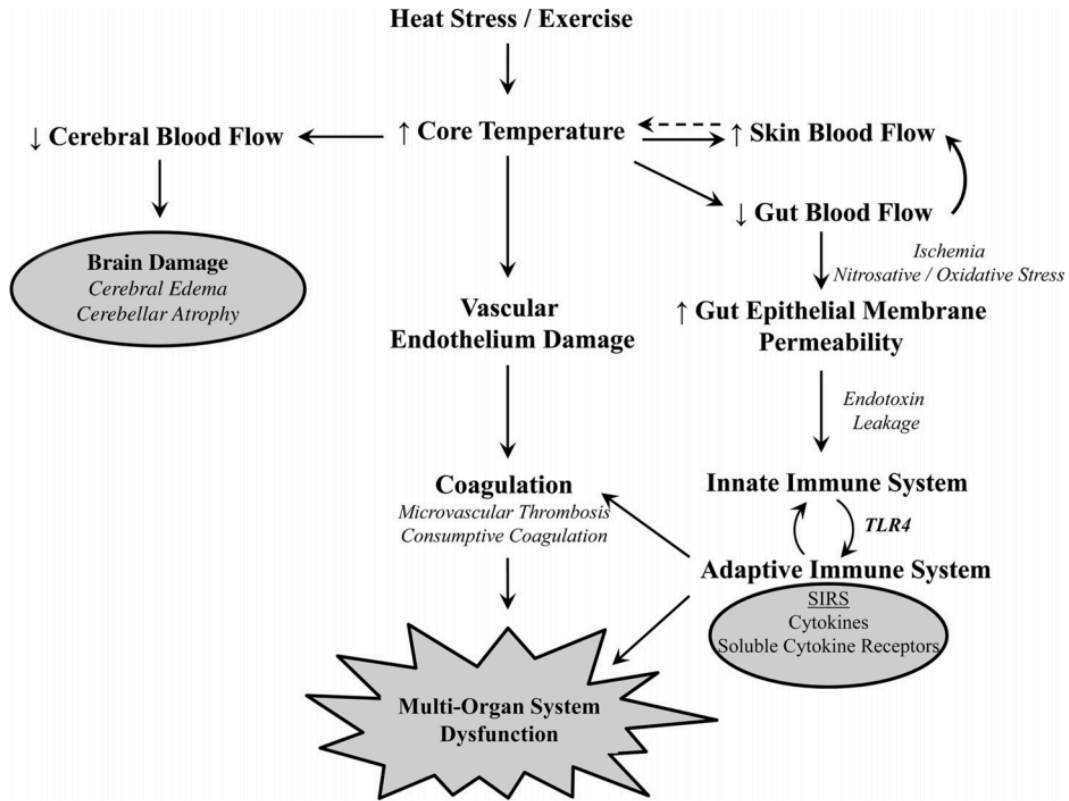 Heat Stress / Exercise
↓ Cerebral Blood Flow
↑ Core Temperature
↑ Skin Blood Flow
↓ Gut Blood Flow
Ischemia
Nitrosative / Oxidative Stress
Brain Damage
Cerebral Edema
Cerebellar Atrophy
Vascular
Endothelium Damage
↑ Gut Epithelial Membrane
Permeability
Endotoxin
Leakage
Coagulation
Microvascular Thrombosis
Consumptive Coagulation
Innate Immune System
TLR4
Adaptive Immune System
SIRS
Cytokines
Soluble Cytokine Receptors
Multi-Organ System
Dysfunction